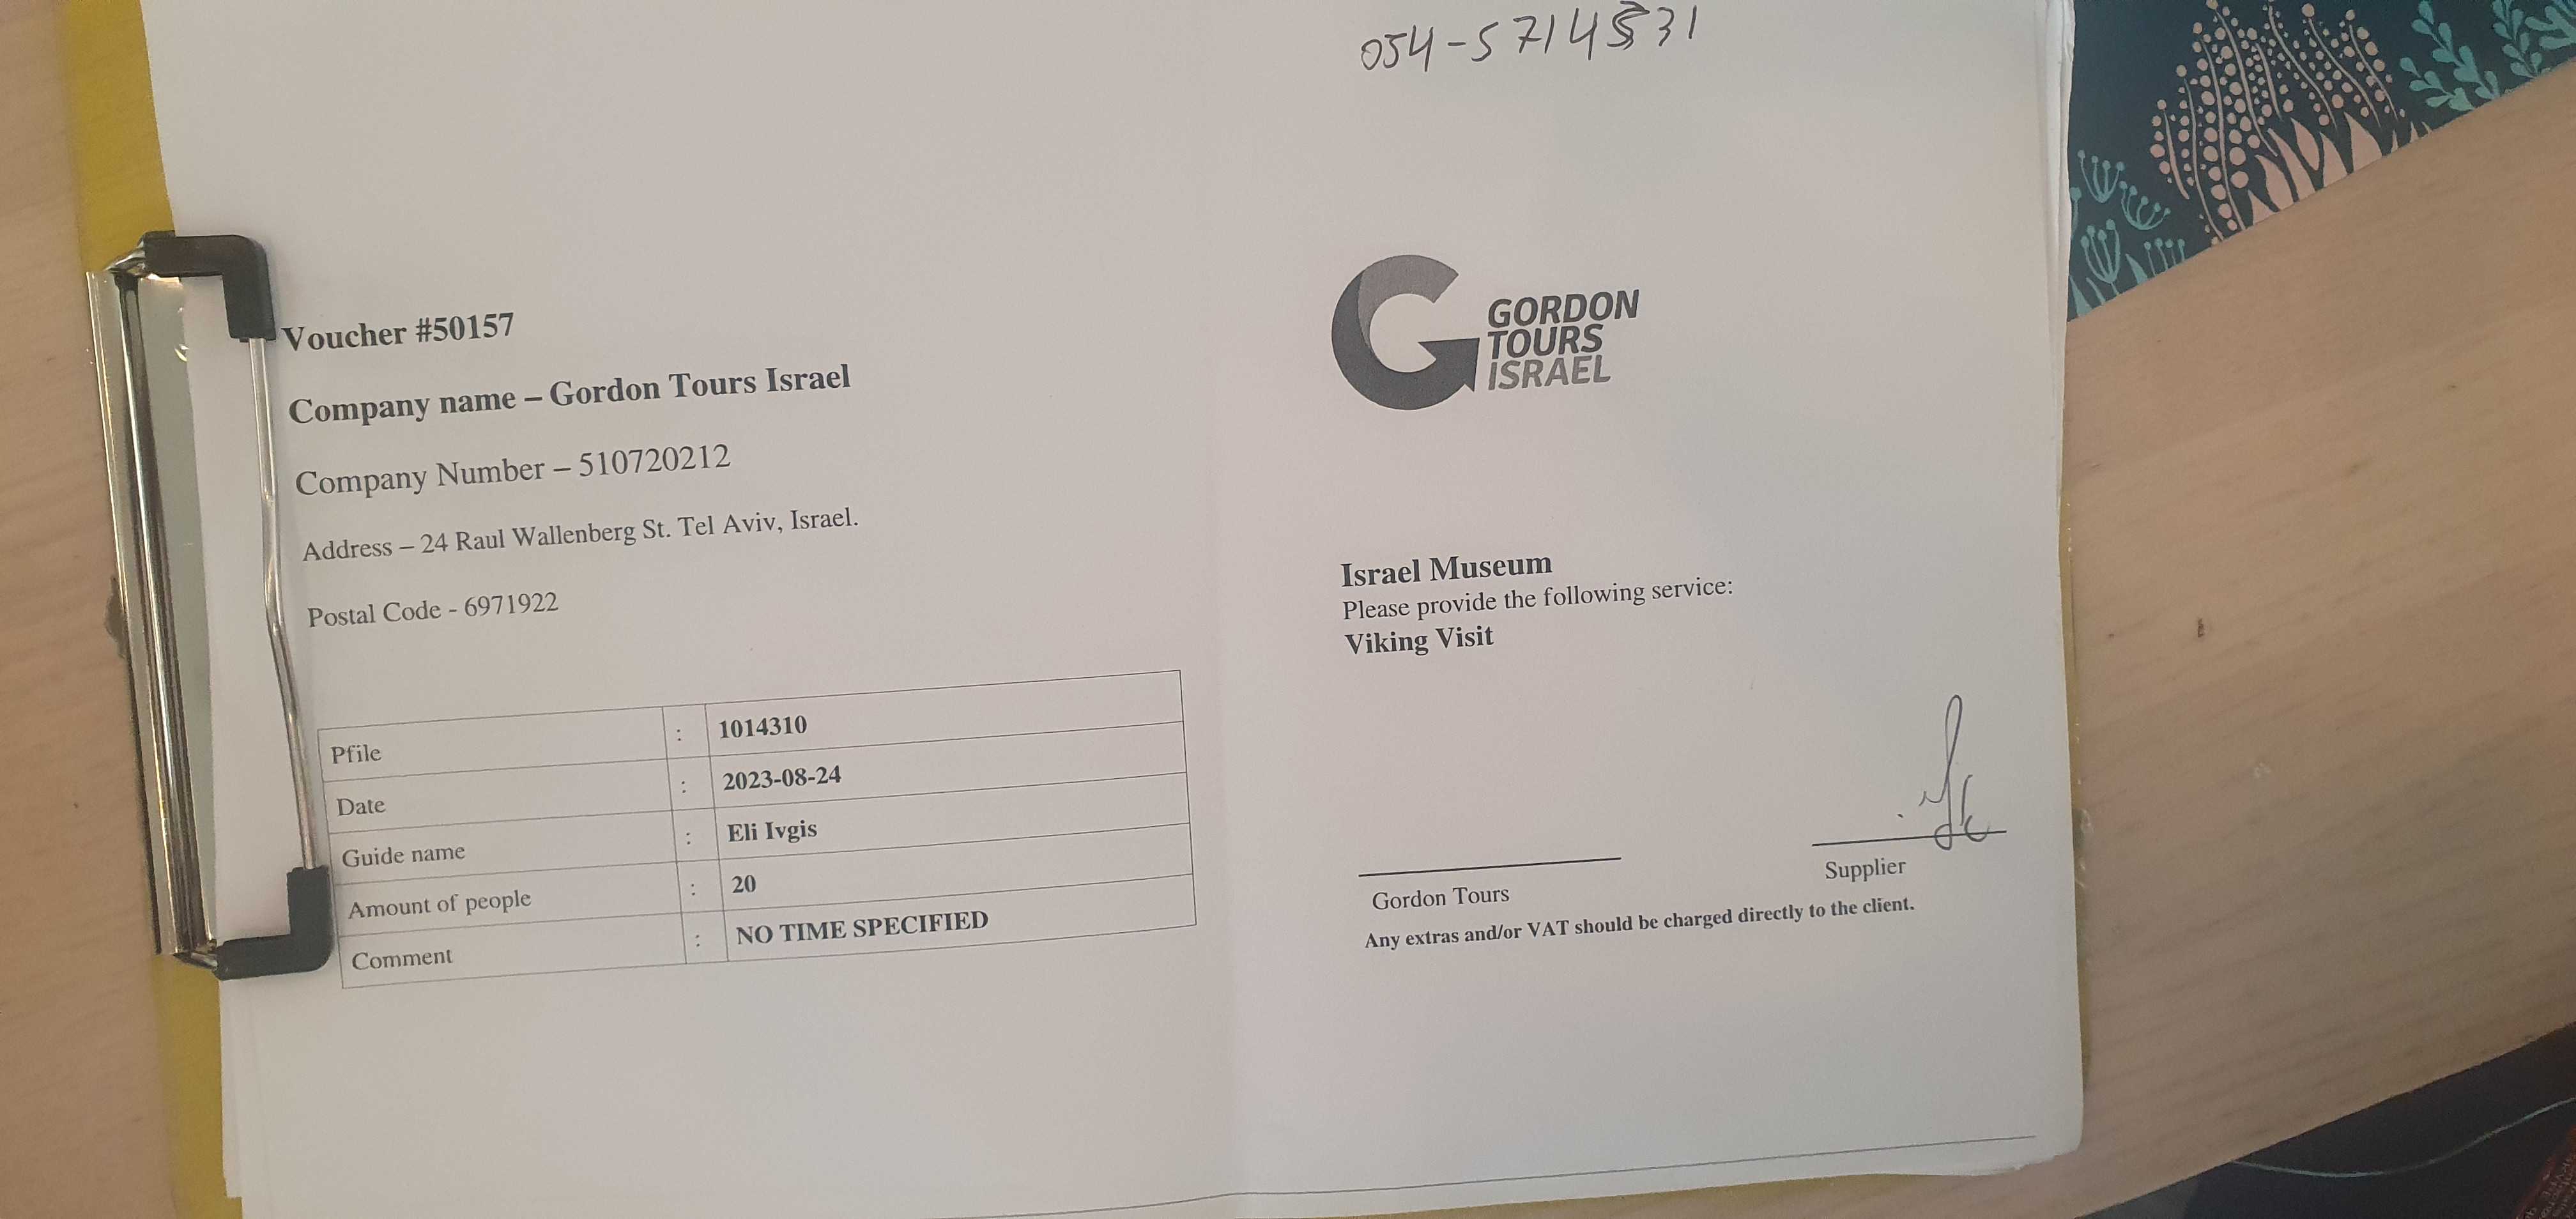 Voucher #50157
Company name – Gordon Tours Israel
Company Number – 510720212
Address – 24 Raul Wallenberg St. Tel Aviv, Israel.
Postal Code - 6971922
Pfile : 1014310
Date : 2023-08-24
Guide name : Eli Ivgis
Amount of people : 20
Comment : NO TIME SPECIFIED
GORDON
TOURS
ISRAEL
Israel Museum
Please provide the following service:
Viking Visit
Gordon Tours
Supplier
Any extras and/or VAT should be charged directly to the client.